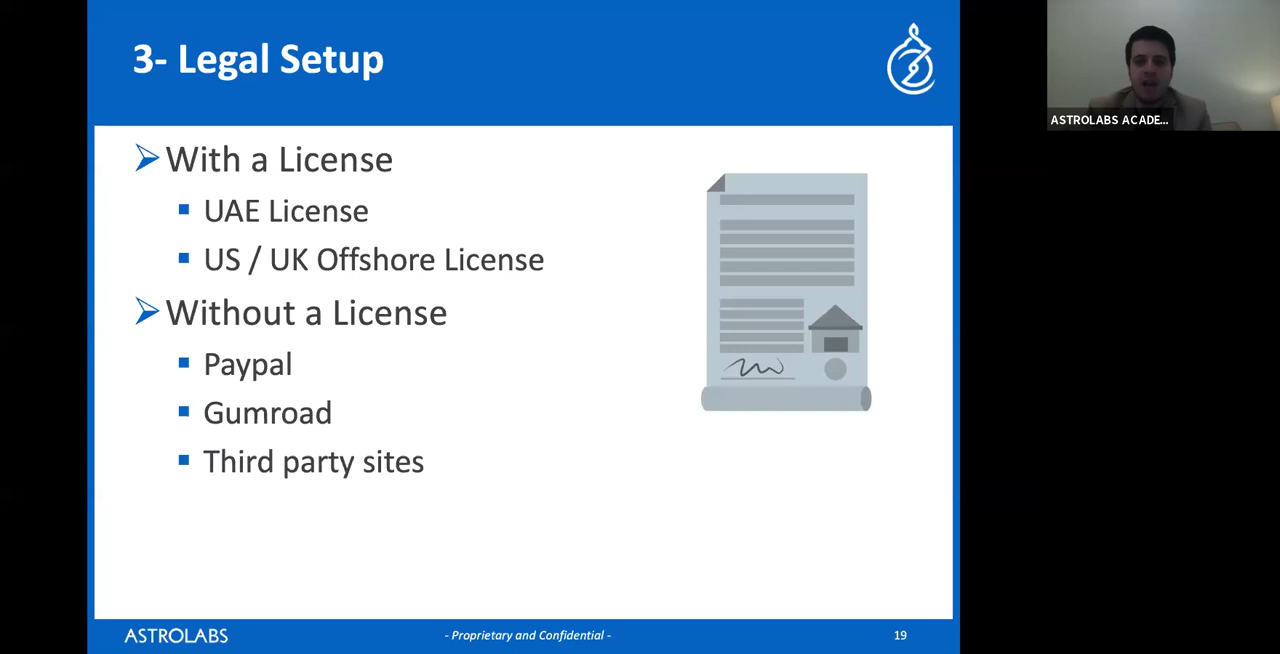 3- Legal Setup
With a License
UAE License
US / UK Offshore License
Without a License
Paypal
Gumroad
Third party sites
ASTROLABS
- Proprietary and Confidential -
19
ASTROLABS ACADE...